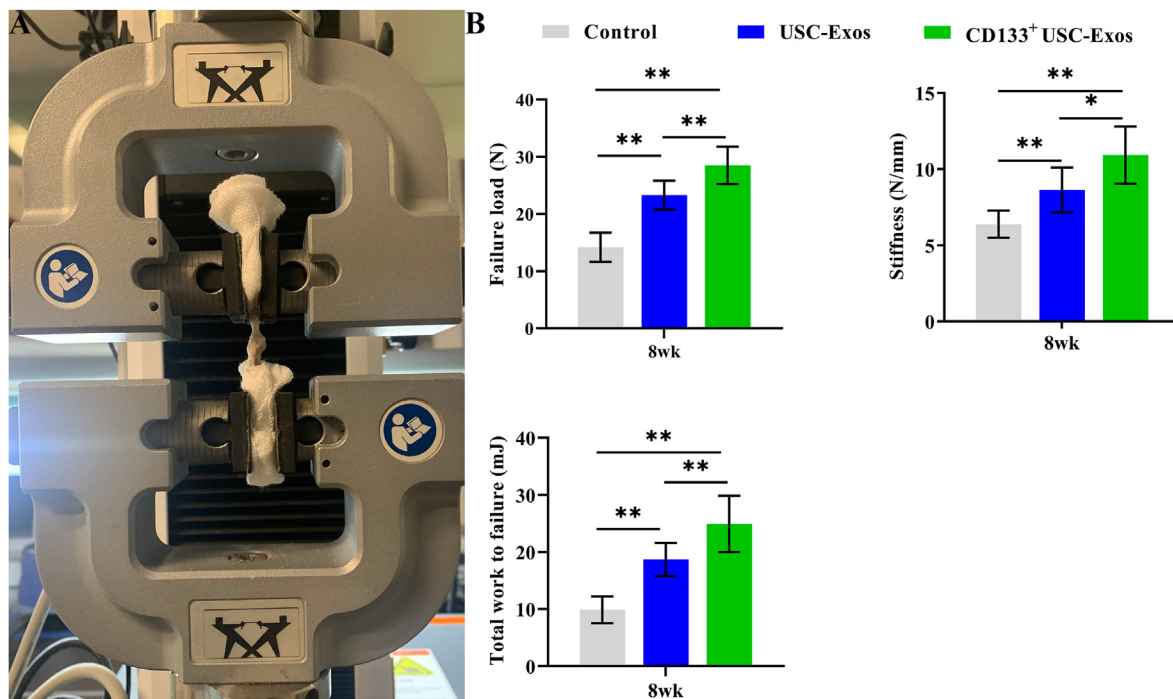 A
B
Control
USC-Exos
CD133+ USC-Exos
Failure load (N)
40
30
20
10
0
**
**
**
8wk
Stiffness (N/mm)
15
10
5
0
**
*
**
8wk
Total work to failure (mJ)
40
30
20
10
0
**
**
**
8wk